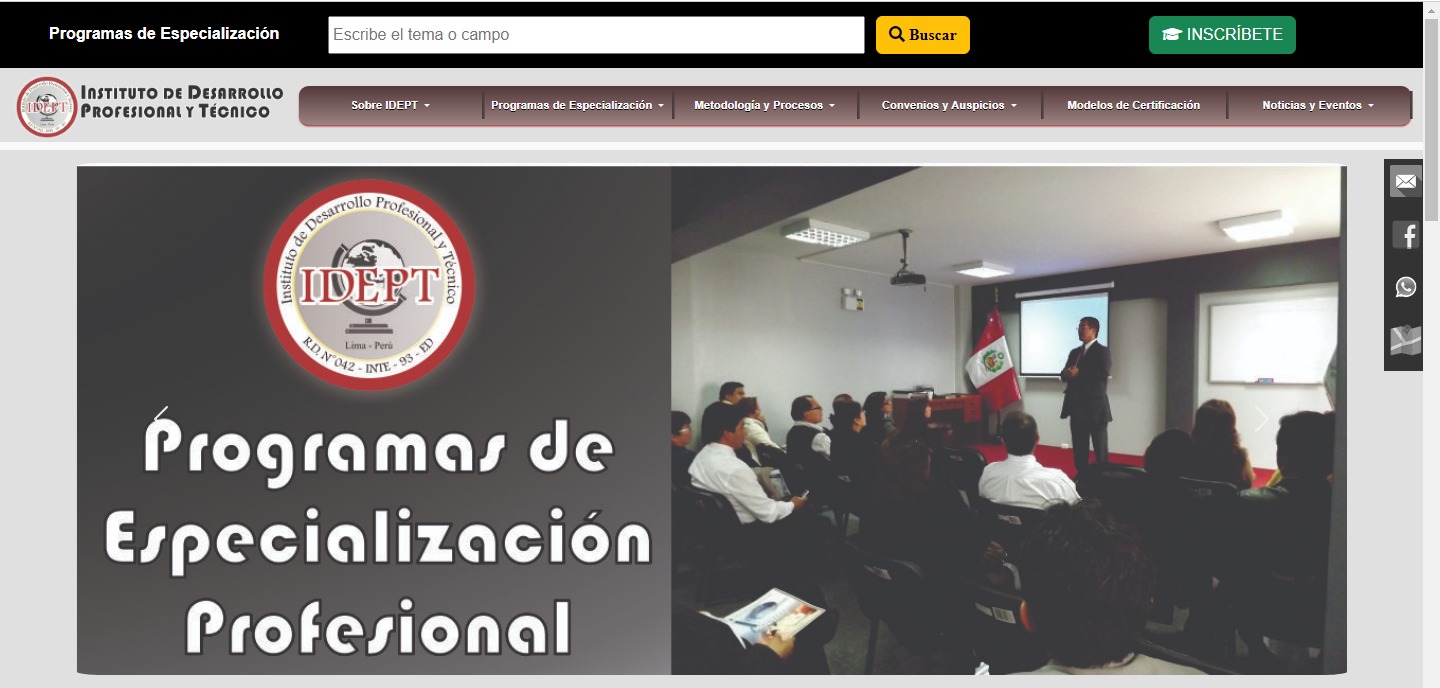 Programas de Especialización
Escribe el tema o campo
Buscar
INSCRÍBETE
IDEPT
INSTITUTO DE DESARROLLO
PROFESIONAL Y TÉCNICO
Sobre IDEPT
Programas de Especialización
Metodología y Procesos
Convenios y Auspicios
Modelos de Certificación
Noticias y Eventos
Instituto de Desarrollo Profesional y Técnico
IDEPT
Lima - Perú
R.D. N° 042 - INTE - 93 - ED
Programas de
Especialización
Profesional